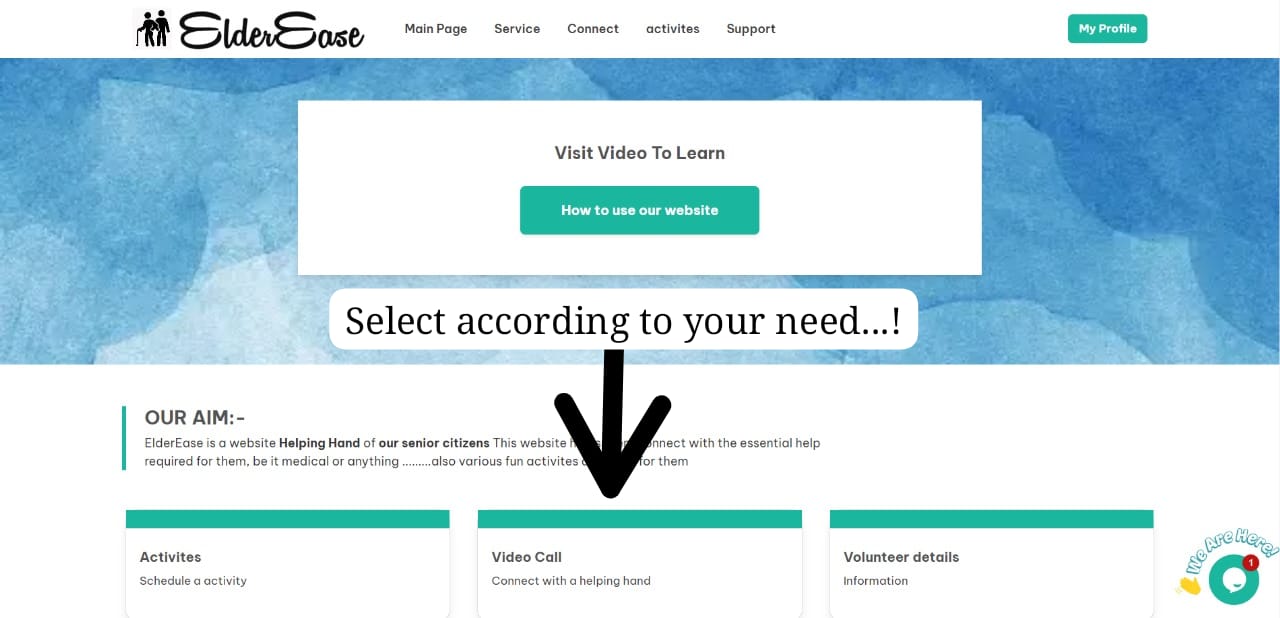 ElderEase
Main Page Service Connect activites Support
My Profile
Visit Video To Learn
How to use our website
Select according to your need...!
OUR AIM:-
ElderEase is a website Helping Hand of our senior citizens This website connect with the essential help
required for them, be it medical or anything .........also various fun activites for them
Activites
Schedule a activity
Video Call
Connect with a helping hand
Volunteer details
Information
We Are Here!
1